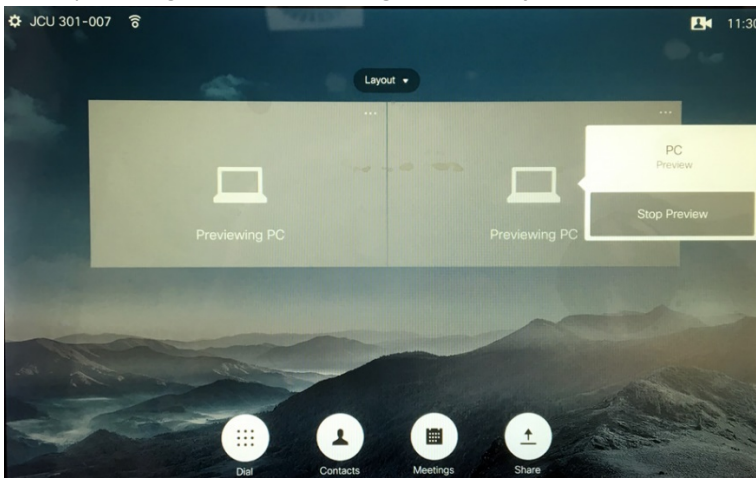 JCU 301-007
11:30
Layout
PC
Preview
Stop Preview
Previewing PC
Previewing PC
Dial
Contacts
Meetings
Share